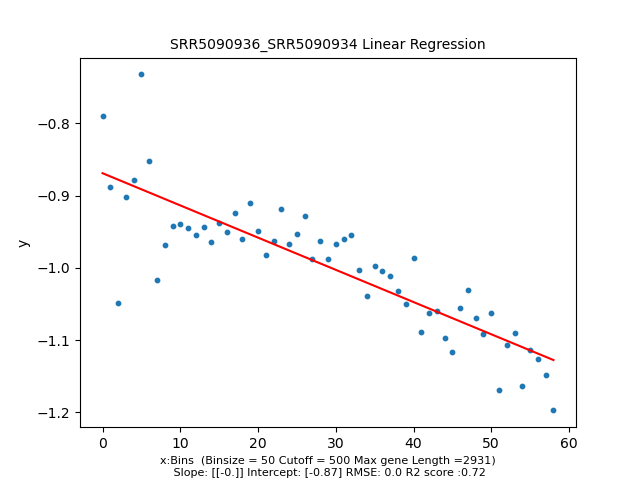 SRR5090936_SRR5090934 Linear Regression
−0.8
−0.9
−1.0
−1.1
−1.2
y
0 10 20 30 40 50 60
x:Bins  (Binsize = 50 Cutoff = 500 Max gene Length =2931)
Slope: [[-0.]] Intercept: [-0.87] RMSE: 0.0 R2 score :0.72